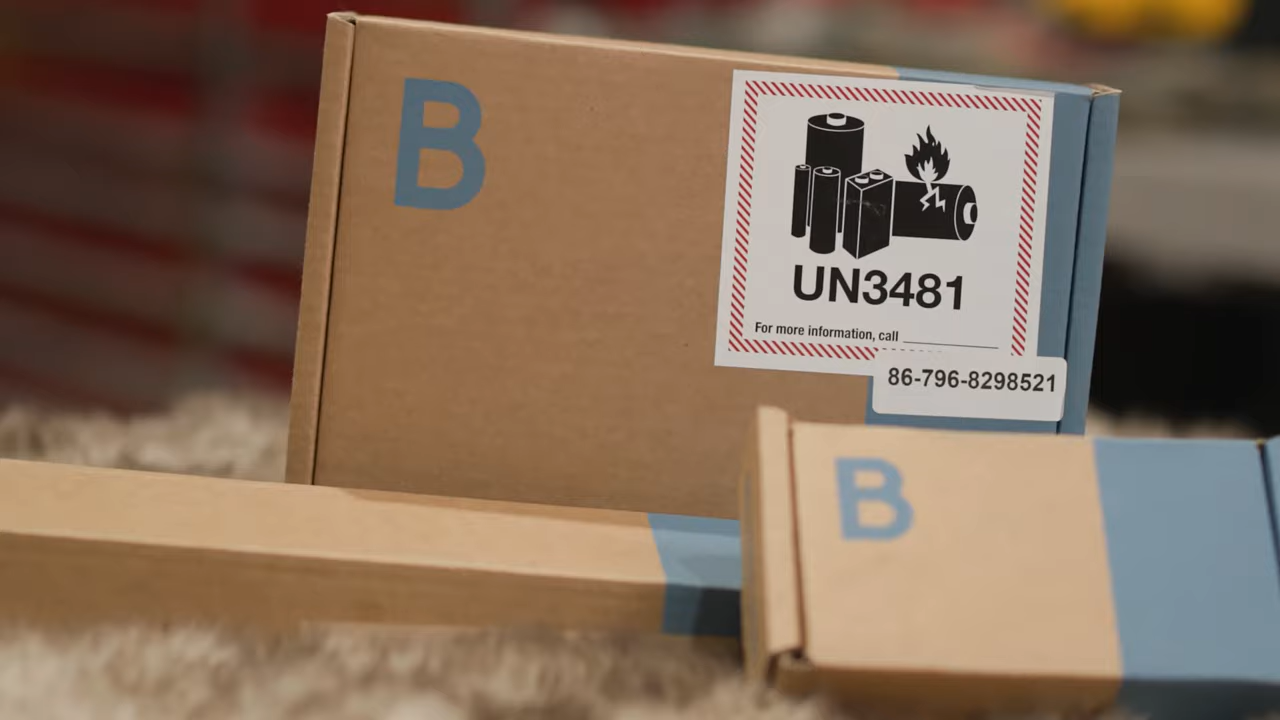 B
UN3481
For more information, call
86-796-8298521
B